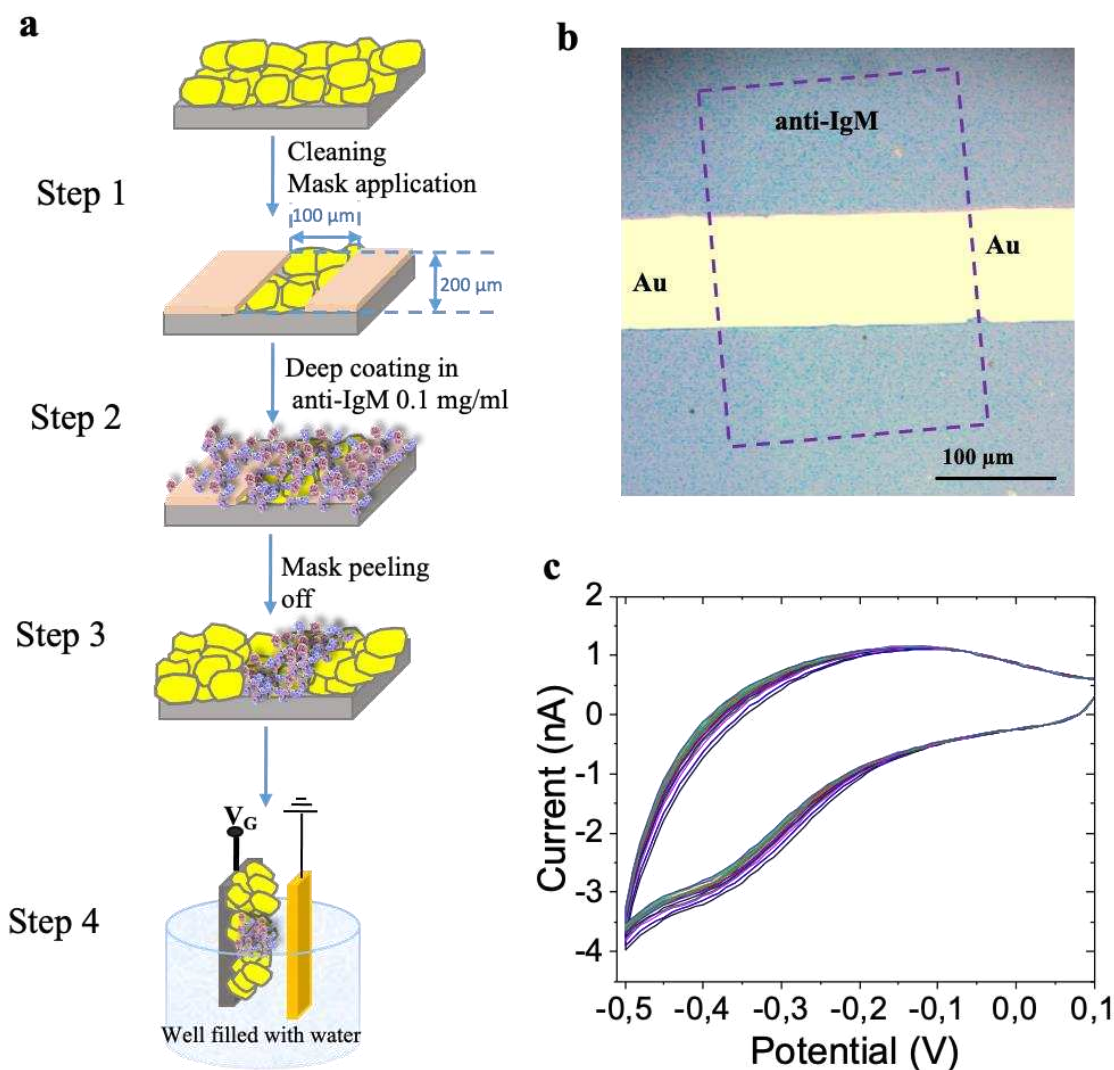 a
Step 1
Cleaning
Mask application
100 μm
200 μm
Step 2
Deep coating in
anti-IgM 0.1 mg/ml
Step 3
Mask peeling
off
Step 4
VG
Well filled with water
b
anti-IgM
Au
Au
100 μm
c
Current (nA)
2
1
0
-1
-2
-3
-4
-0,5 -0,4 -0,3 -0,2 -0,1 0,0 0,1
Potential (V)